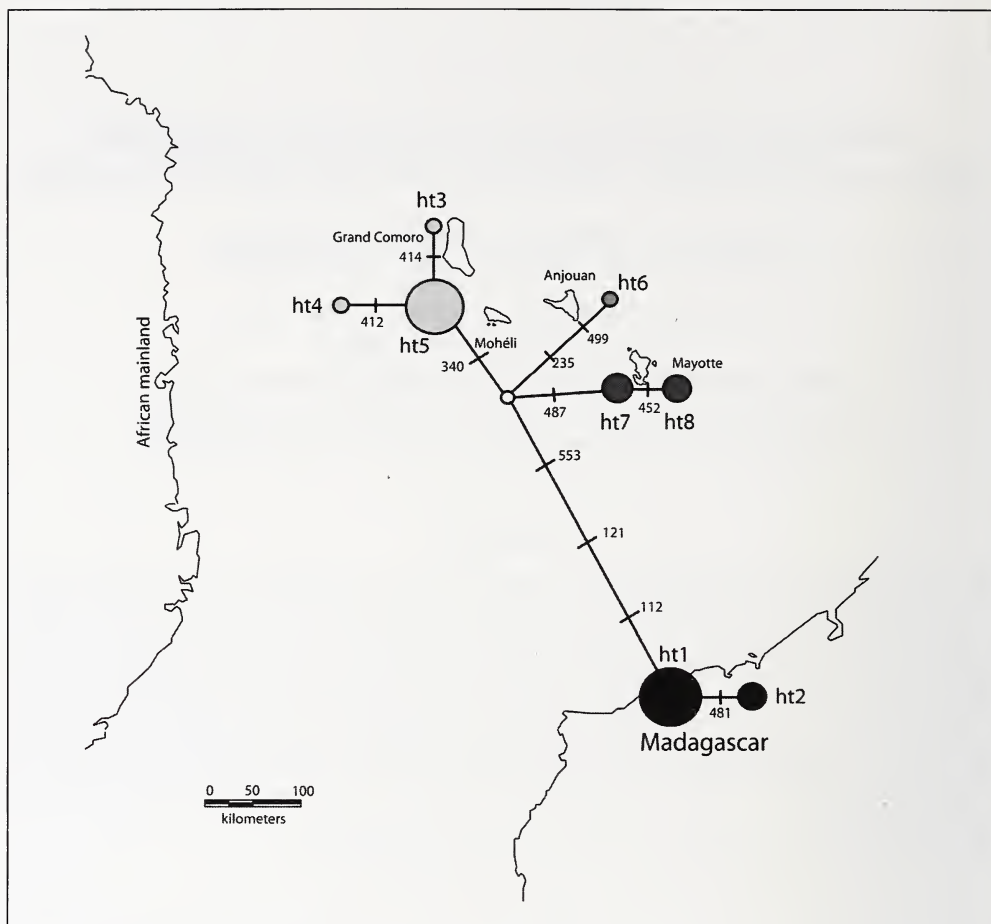 ht3
Grand Comoro
414
Anjouan
ht4
412
ht6
ht5
Mohéli
499
340
235
Mayotte
487
ht7
452
ht8
African mainland
553
121
112
ht1
481
ht2
Madagascar
0 50 100
kilometers